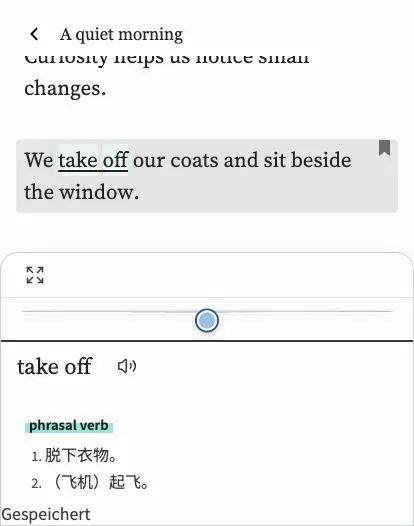 A quiet morning
Curiosity helps us notice small
changes.
We take off our coats and sit beside
the window.
take off
phrasal verb
1. 脱下衣物。
2. （飞机）起飞。
Gespeichert